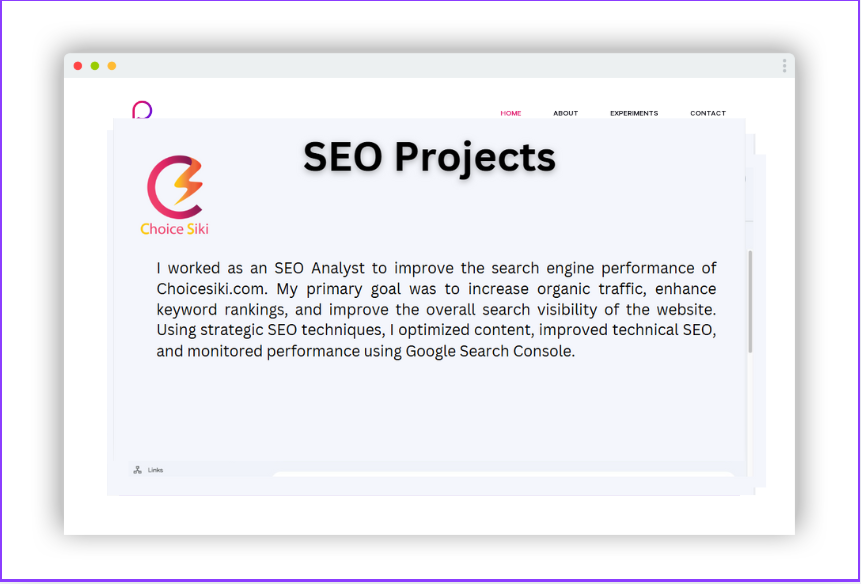 HOME ABOUT EXPERIMENTS CONTACT
SEO Projects
Choice Siki
I worked as an SEO Analyst to improve the search engine performance of
Choicesiki.com. My primary goal was to increase organic traffic, enhance
keyword rankings, and improve the overall search visibility of the website.
Using strategic SEO techniques, I optimized content, improved technical SEO,
and monitored performance using Google Search Console.
Links